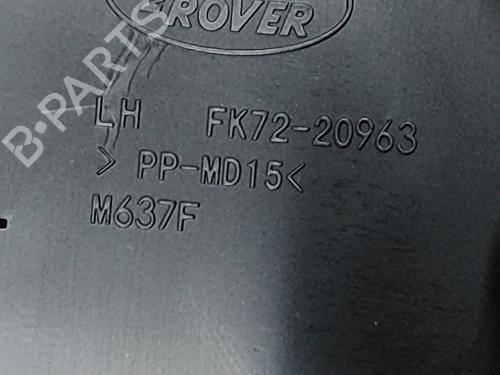 ROVER
LH FK72-20963
> PP-MD15<
M637F
B-PARTS